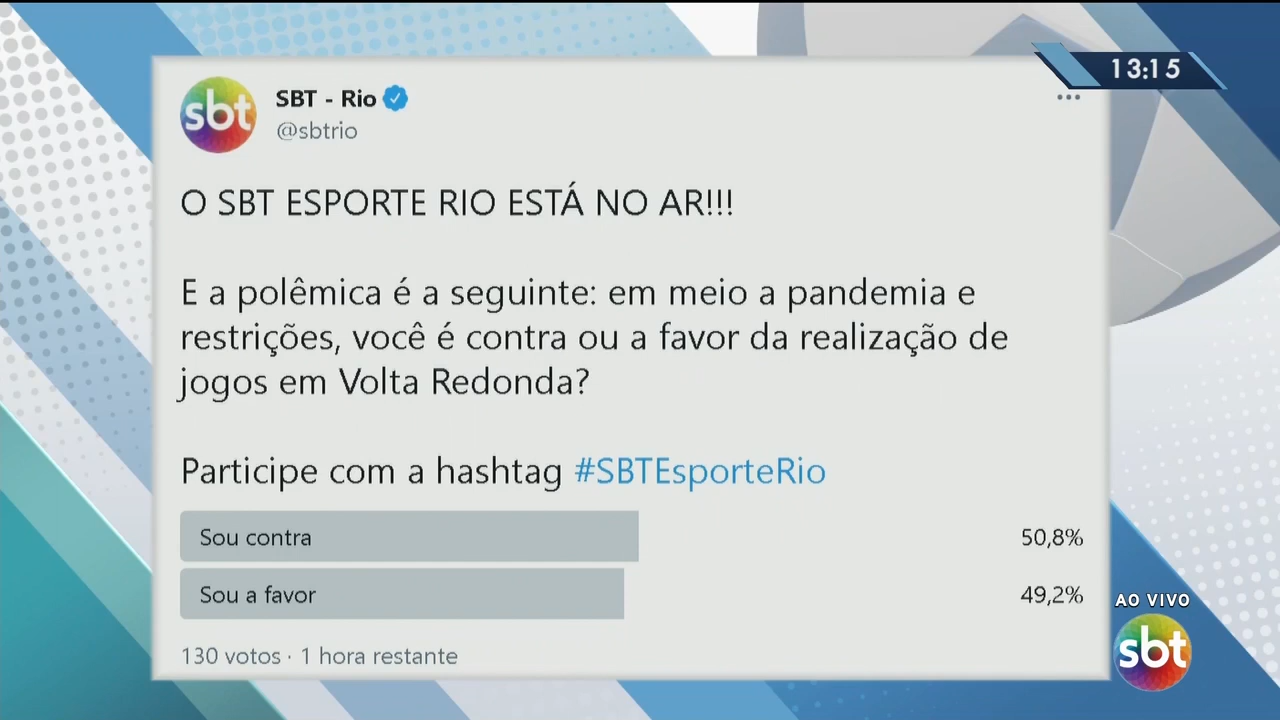 13:15
sbt
SBT - Rio
@sbtrio
O SBT ESPORTE RIO ESTÁ NO AR!!!
E a polêmica é a seguinte: em meio a pandemia e
restrições, você é contra ou a favor da realização de
jogos em Volta Redonda?
Participe com a hashtag #SBTEsporteRio
Sou contra 50,8%
Sou a favor 49,2%
130 votos · 1 hora restante
AO VIVO
sbt